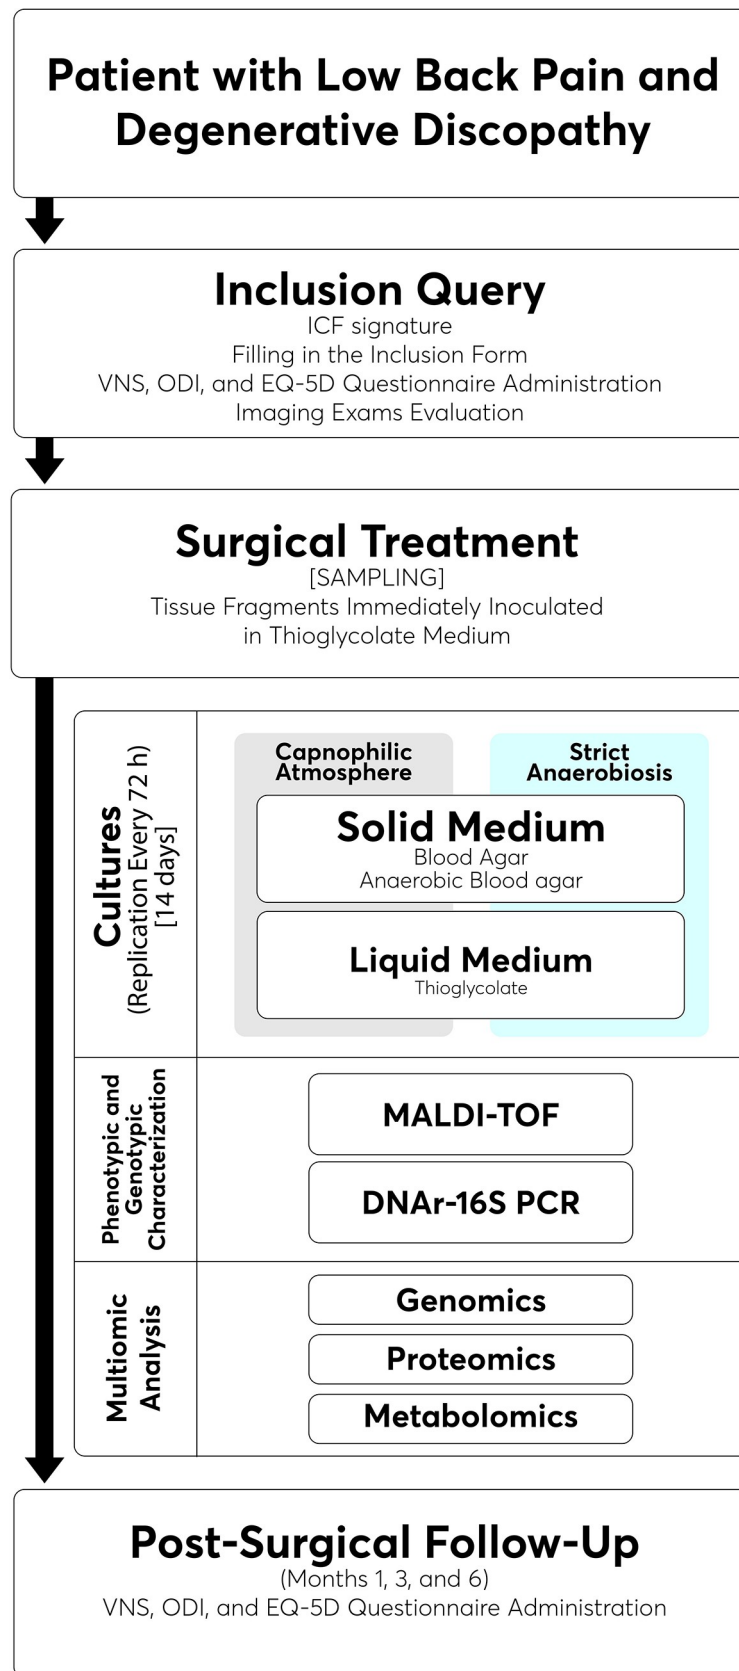 Patient with Low Back Pain and
Degenerative Discopathy
Inclusion Query
ICF signature
Filling in the Inclusion Form
VNS, ODI, and EQ-5D Questionnaire Administration
Imaging Exams Evaluation
Surgical Treatment
[SAMPLING]
Tissue Fragments Immediately Inoculated
in Thioglycolate Medium
Cultures
(Replication Every 72 h)
[14 days]
Capnophilic
Atmosphere
Strict
Anaerobiosis
Solid Medium
Blood Agar
Anaerobic Blood agar
Liquid Medium
Thioglycolate
Phenotypic and
Genotypic
Characterization
MALDI-TOF
DNAr-16S PCR
Multiomic
Analysis
Genomics
Proteomics
Metabolomics
Post-Surgical Follow-Up
(Months 1, 3, and 6)
VNS, ODI, and EQ-5D Questionnaire Administration